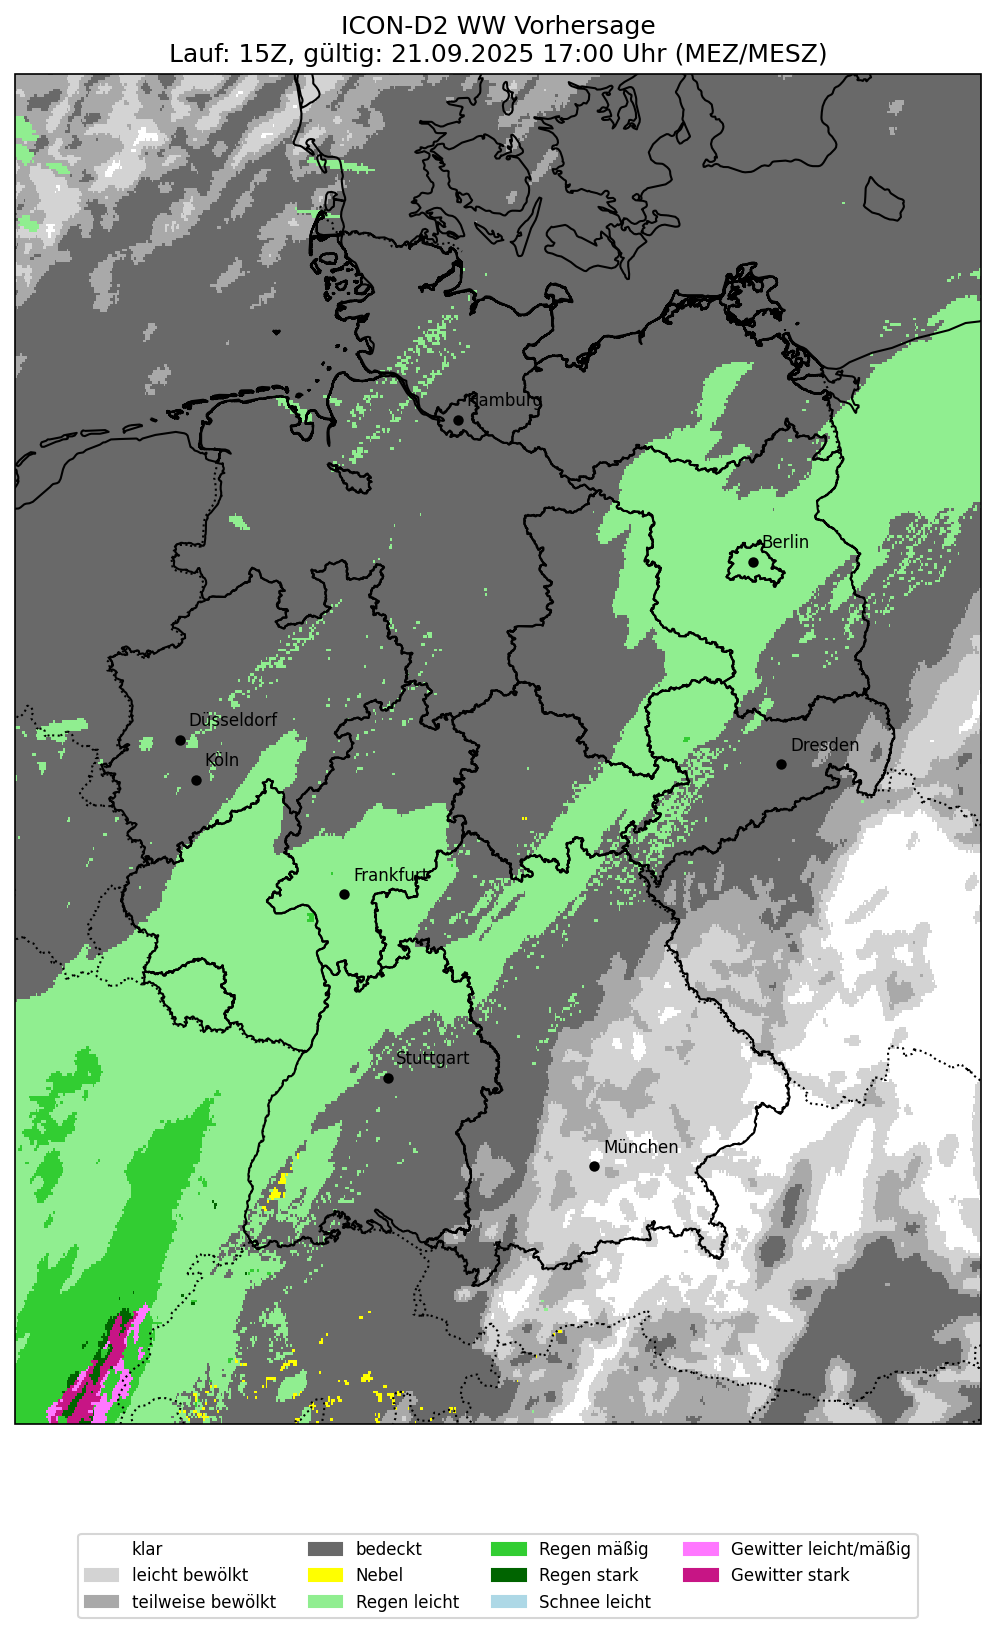 ICON-D2 WW Vorhersage
Lauf: 15Z, gültig: 21.09.2025 17:00 Uhr (MEZ/MESZ)
Hamburg
Berlin
Düsseldorf
Köln
Dresden
Frankfurt
Stuttgart
München
klar
leicht bewölkt
teilweise bewölkt
bedeckt
Nebel
Regen leicht
Regen mäßig
Regen stark
Schnee leicht
Gewitter leicht/mäßig
Gewitter stark